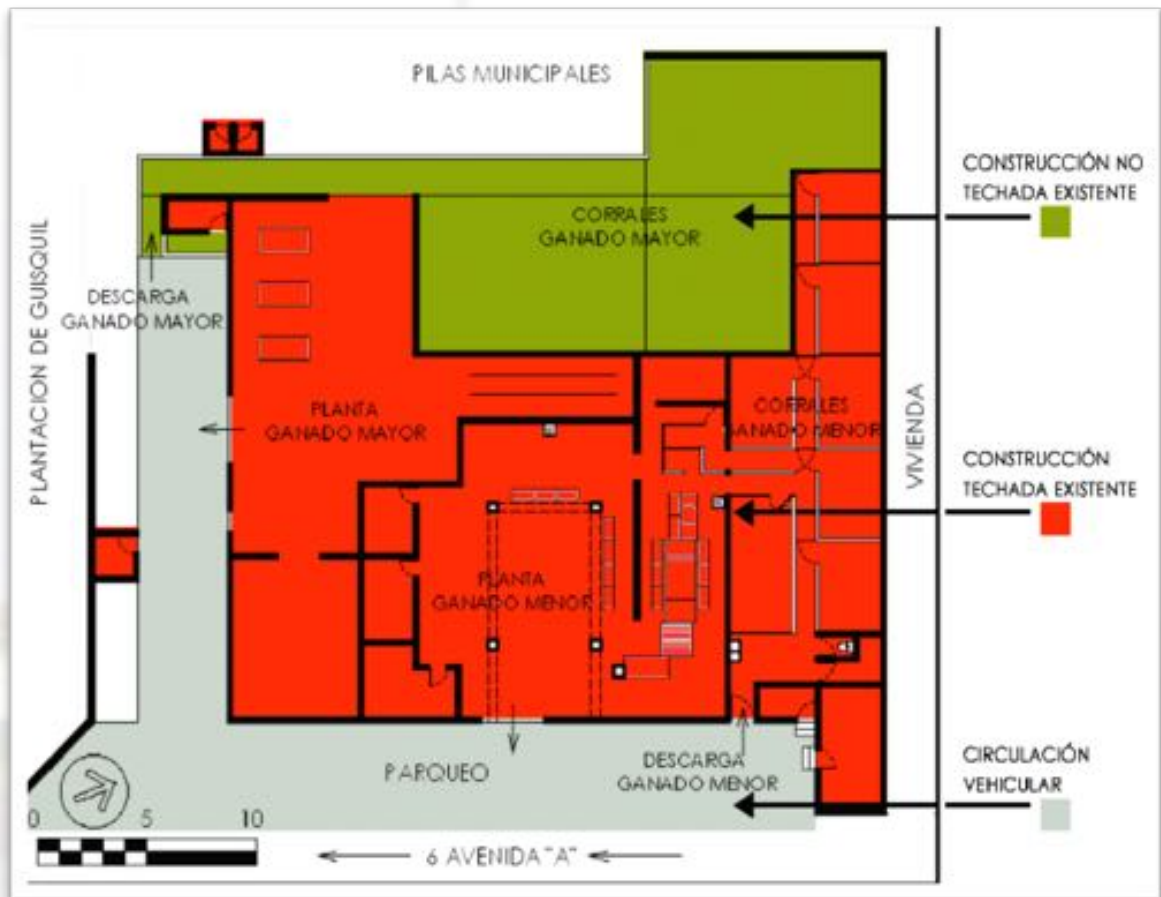 PILAS MUNICIPALES
CONSTRUCCIÓN NO
TECHADA EXISTENTE
CORRALES
GANADO MAYOR
PLANTACION DE GUISQUIL
DESCARGA
GANADO MAYOR
PLANTA
GANADO MAYOR
CORRALES
GANADO MENOR
VIVIENDA
CONSTRUCCIÓN
TECHADA EXISTENTE
PLANTA
GANADO MENOR
PARQUEO
DESCARGA
GANADO MENOR
CIRCULACIÓN
VEHICULAR
0 5 10
6 AVENIDA "A"